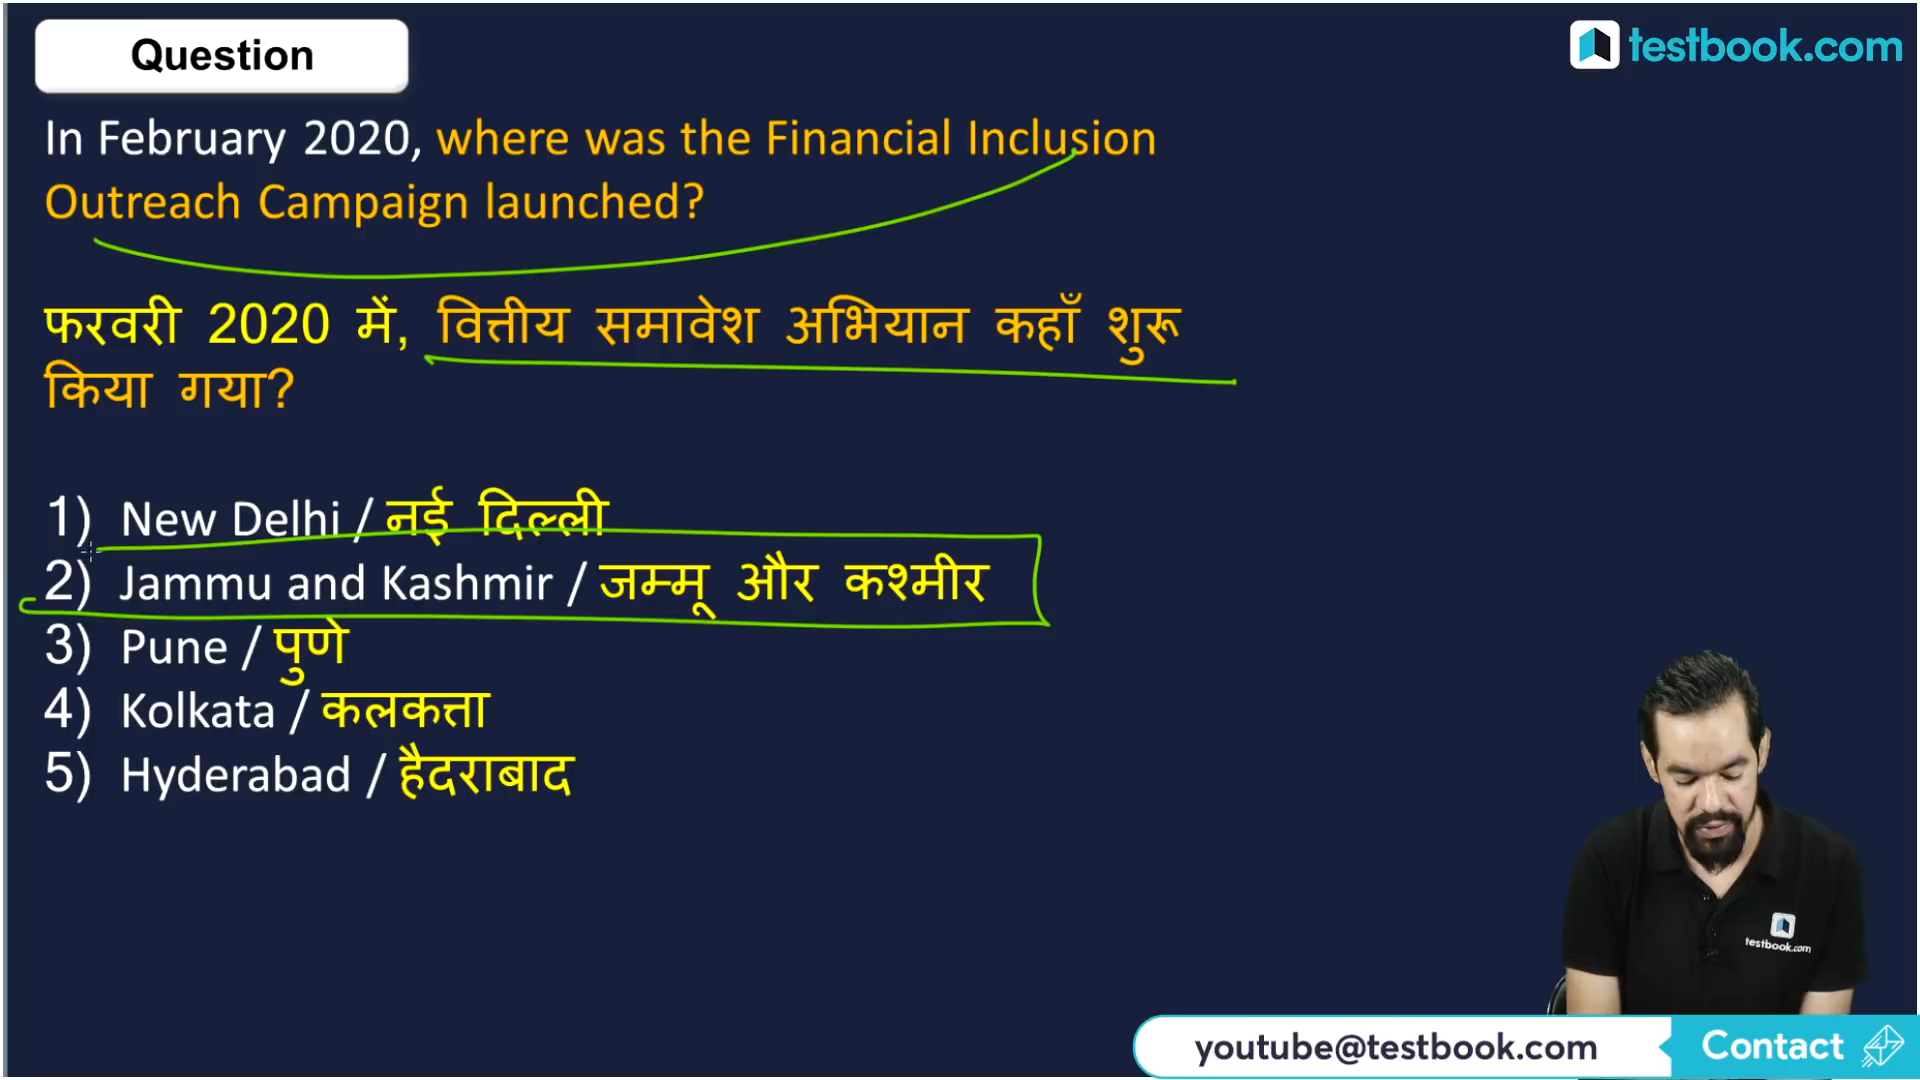 Question
testbook.com
In February 2020, where was the Financial Inclusion
Outreach Campaign launched?
फरवरी 2020 में, वित्तीय समावेश अभियान कहाँ शुरू
किया गया?
1) New Delhi / नई दिल्ली
2) Jammu and Kashmir / जम्मू और कश्मीर
3) Pune / पुणे
4) Kolkata / कलकत्ता
5) Hyderabad / हैदराबाद
testbook.com
youtube@testbook.com
Contact